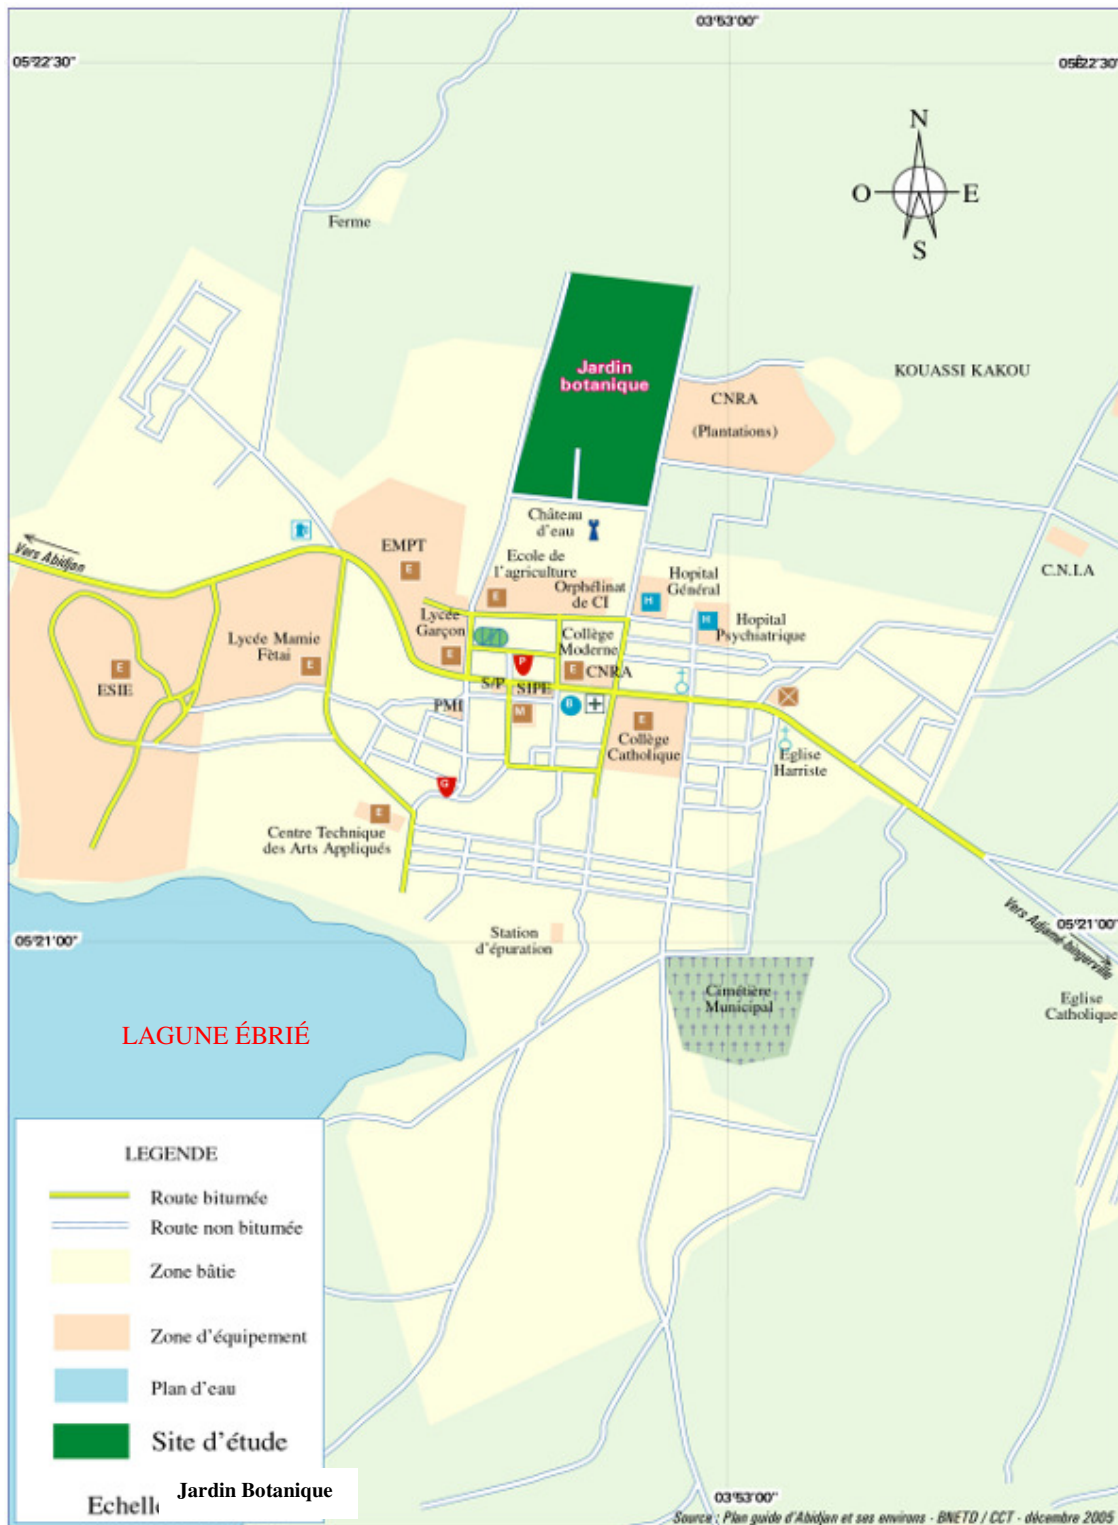 03°53'00"
05°22'30"
05°22'30"
N
O
E
S
Ferme
Jardin
botanique
KOUASSI KAKOU
CNRA
(Plantations)
Vers Abidjan
Château
d'eau
EMPT
E
Ecole de
l'agriculture
E
Orphélinat
de CI
Hopital
Général
H
C.N.I.A
Lycée
Garçon
E
Collège
Moderne
E
H
Hopital
Psychiatrique
Lycée Mamie
Fêtai
E
E
ESIE
P
CNRA
S/P
SIPE
PMI
M
B
E
Collège
Catholique
Eglise
Harriste
G
E
Centre Technique
des Arts Appliqués
Station
d'épuration
05°21'00"
05°21'00"
Vers Adjamé-bingerville
Cimétière
Municipal
Eglise
Catholique
LAGUNE ÉBRIÉ
LEGENDE
Route bitumée
Route non bitumée
Zone bâtie
Zone d'équipement
Plan d'eau
Site d'étude
Jardin Botanique
03°53'00"
Source : Plan guide d'Abidjan et ses environs - BNETD / CCT - décembre 2005